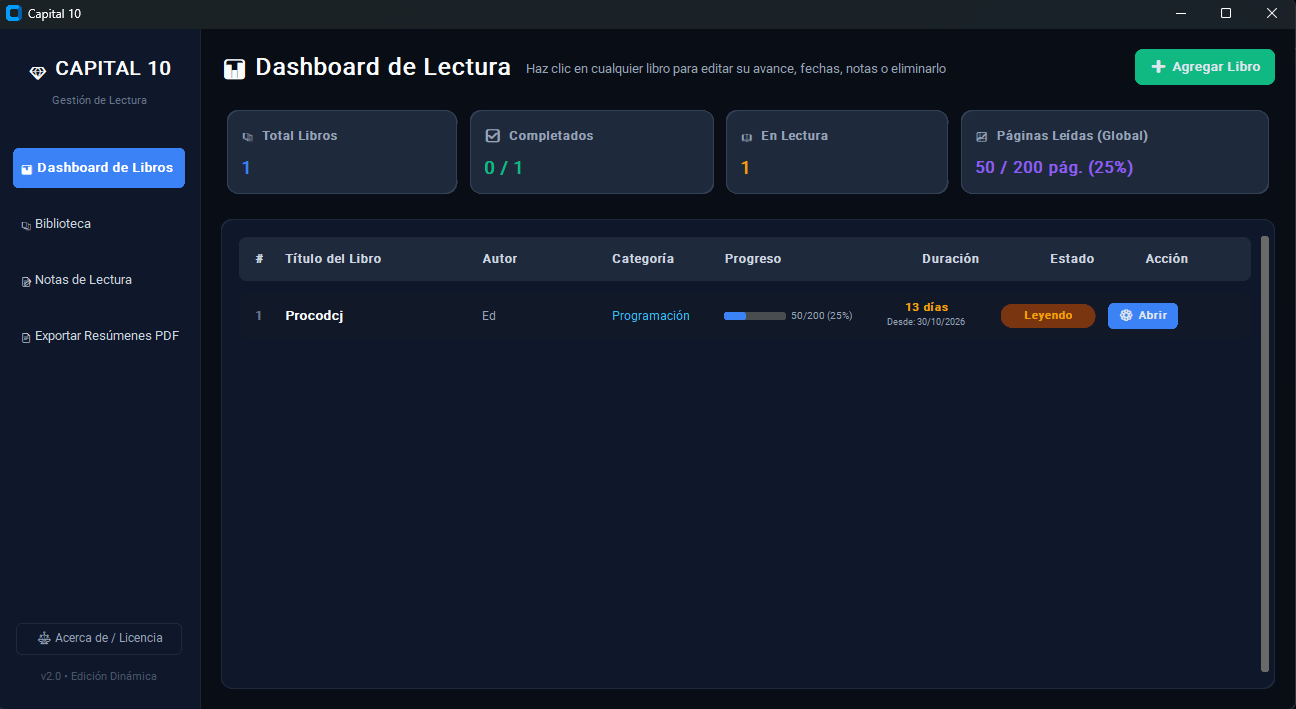 Capital 10
CAPITAL 10
Gestión de Lectura
Dashboard de Libros
Biblioteca
Notas de Lectura
Exportar Resúmenes PDF
Acerca de / Licencia
v2.0 • Edición Dinámica
Dashboard de Lectura
Haz clic en cualquier libro para editar su avance, fechas, notas o eliminarlo
Agregar Libro
Total Libros
1
Completados
0 / 1
En Lectura
1
Páginas Leídas (Global)
50 / 200 pág. (25%)
# Título del Libro Autor Categoría Progreso Duración Estado Acción
1 Procodcj Ed Programación 50/200 (25%) 13 días Leyendo Abrir
Desde: 30/10/2026